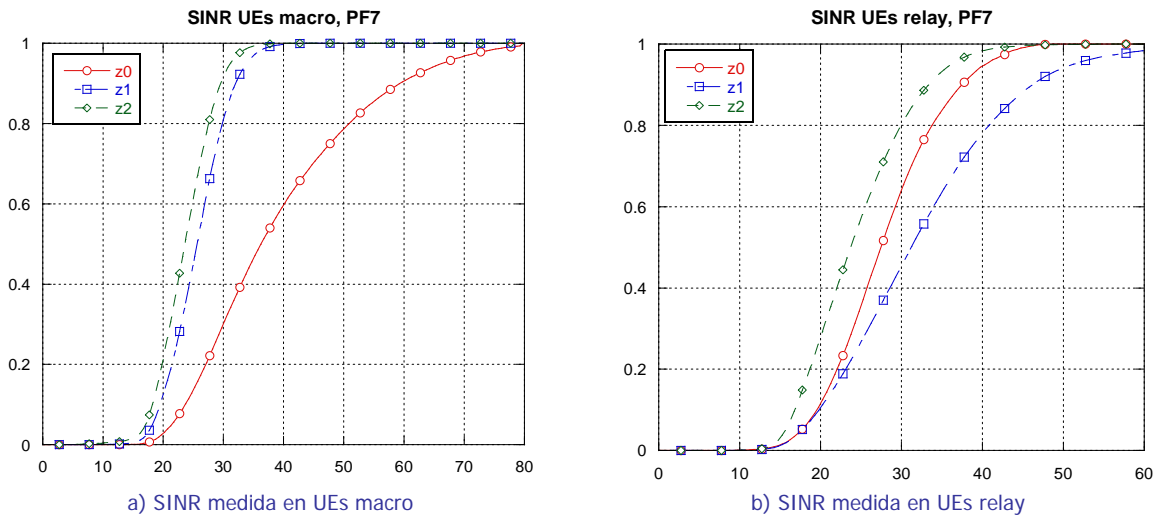 SINR UEs macro, PF7
1
0.8
0.6
0.4
0.2
0
z0
z1
z2
0 10 20 30 40 50 60 70 80
a) SINR medida en UEs macro
SINR UEs relay, PF7
1
0.8
0.6
0.4
0.2
0
z0
z1
z2
0 10 20 30 40 50 60
b) SINR medida en UEs relay